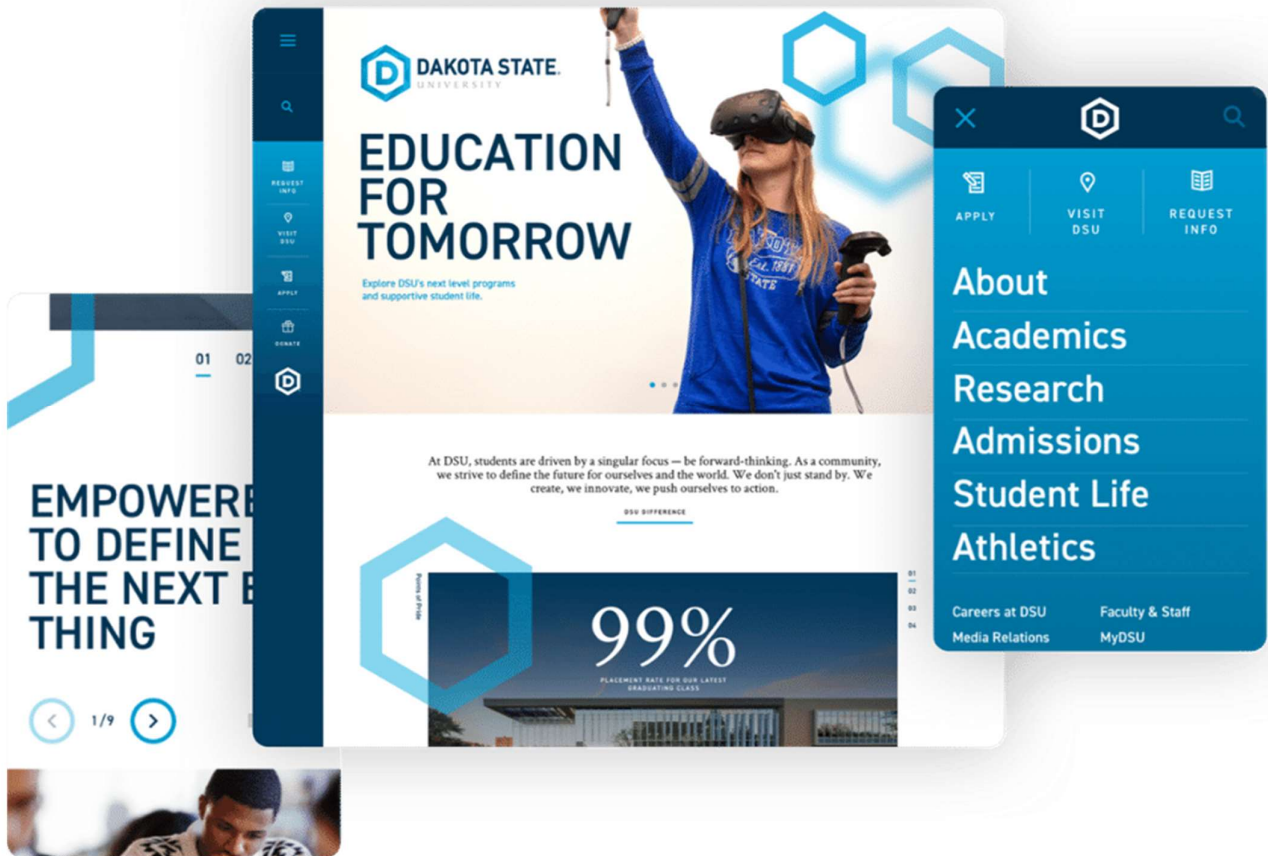 DAKOTA STATE
UNIVERSITY
EDUCATION
FOR
TOMORROW
Explore DSU's next level programs
and supportive student life.
REQUEST
INFO
VISIT
DSU
APPLY
DONATE
D
At DSU, students are driven by a singular focus — be forward-thinking. As a community,
we strive to define the future for ourselves and the world. We don't just stand by. We
create, we innovate, we push ourselves to action.
DSU DIFFERENCE
Points of Pride
99%
PLACEMENT RATE FOR OUR LATEST
GRADUATING CLASS
01
02
03
04
Est. 1881
STATE
01 02
EMPOWERE
TO DEFINE
THE NEXT
THING
1/9
D
APPLY
VISIT
DSU
REQUEST
INFO
About
Academics
Research
Admissions
Student Life
Athletics
Careers at DSU Faculty & Staff
Media Relations MyDSU